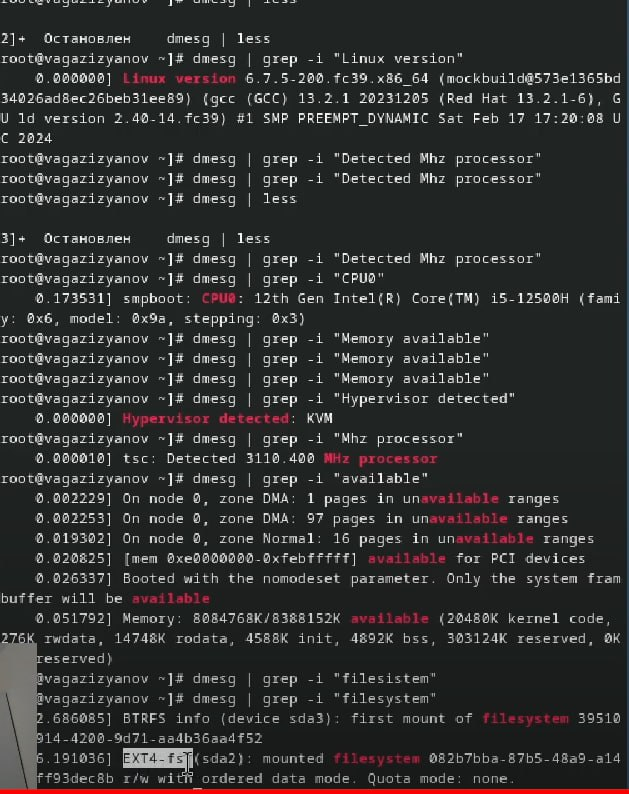 root@vagazizyanov ~]# dmesg | less
2]+ Остановлен dmesg | less
root@vagazizyanov ~]# dmesg | grep -i "Linux version"
0.000000] Linux version 6.7.5-200.fc39.x86_64 (mockbuild@573e1365bd
34026ad8ec26beb31ee89) (gcc (GCC) 13.2.1 20231205 (Red Hat 13.2.1-6), G
U ld version 2.40-14.fc39) #1 SMP PREEMPT_DYNAMIC Sat Feb 17 17:20:08 U
C 2024
root@vagazizyanov ~]# dmesg | grep -i "Detected Mhz processor"
root@vagazizyanov ~]# dmesg | grep -i "Detected Mhz processor"
root@vagazizyanov ~]# dmesg | less
3]+ Остановлен dmesg | less
root@vagazizyanov ~]# dmesg | grep -i "Detected Mhz processor"
root@vagazizyanov ~]# dmesg | grep -i "CPU0"
0.173531] smpboot: CPU0: 12th Gen Intel(R) Core(TM) i5-12500H (fami
y: 0x6, model: 0x9a, stepping: 0x3)
root@vagazizyanov ~]# dmesg | grep -i "Memory available"
root@vagazizyanov ~]# dmesg | grep -i "Memory available"
root@vagazizyanov ~]# dmesg | grep -i "Memory available"
root@vagazizyanov ~]# dmesg | grep -i "Hypervisor detected"
0.000000] Hypervisor detected: KVM
root@vagazizyanov ~]# dmesg | grep -i "Mhz processor"
0.000010] tsc: Detected 3110.400 MHz processor
root@vagazizyanov ~]# dmesg | grep -i "available"
0.002229] On node 0, zone DMA: 1 pages in unavailable ranges
0.002253] On node 0, zone DMA: 97 pages in unavailable ranges
0.019302] On node 0, zone Normal: 16 pages in unavailable ranges
0.020825] [mem 0xe0000000-0xfebfffff] available for PCI devices
0.026337] Booted with the nomodeset parameter. Only the system fram
buffer will be available
0.051792] Memory: 8084768K/8388152K available (20480K kernel code,
276K rwdata, 14748K rodata, 4588K init, 4892K bss, 303124K reserved, 0K
reserved)
@vagazizyanov ~]# dmesg | grep -i "filesistem"
@vagazizyanov ~]# dmesg | grep -i "filesystem"
2.686085] BTRFS info (device sda3): first mount of filesystem 39510
914-4200-9d71-aa4b36aa4f52
6.191036] EXT4-fs (sda2): mounted filesystem 082b7bba-87b5-48a9-a14
ff93dec8b r/w with ordered data mode. Quota mode: none.